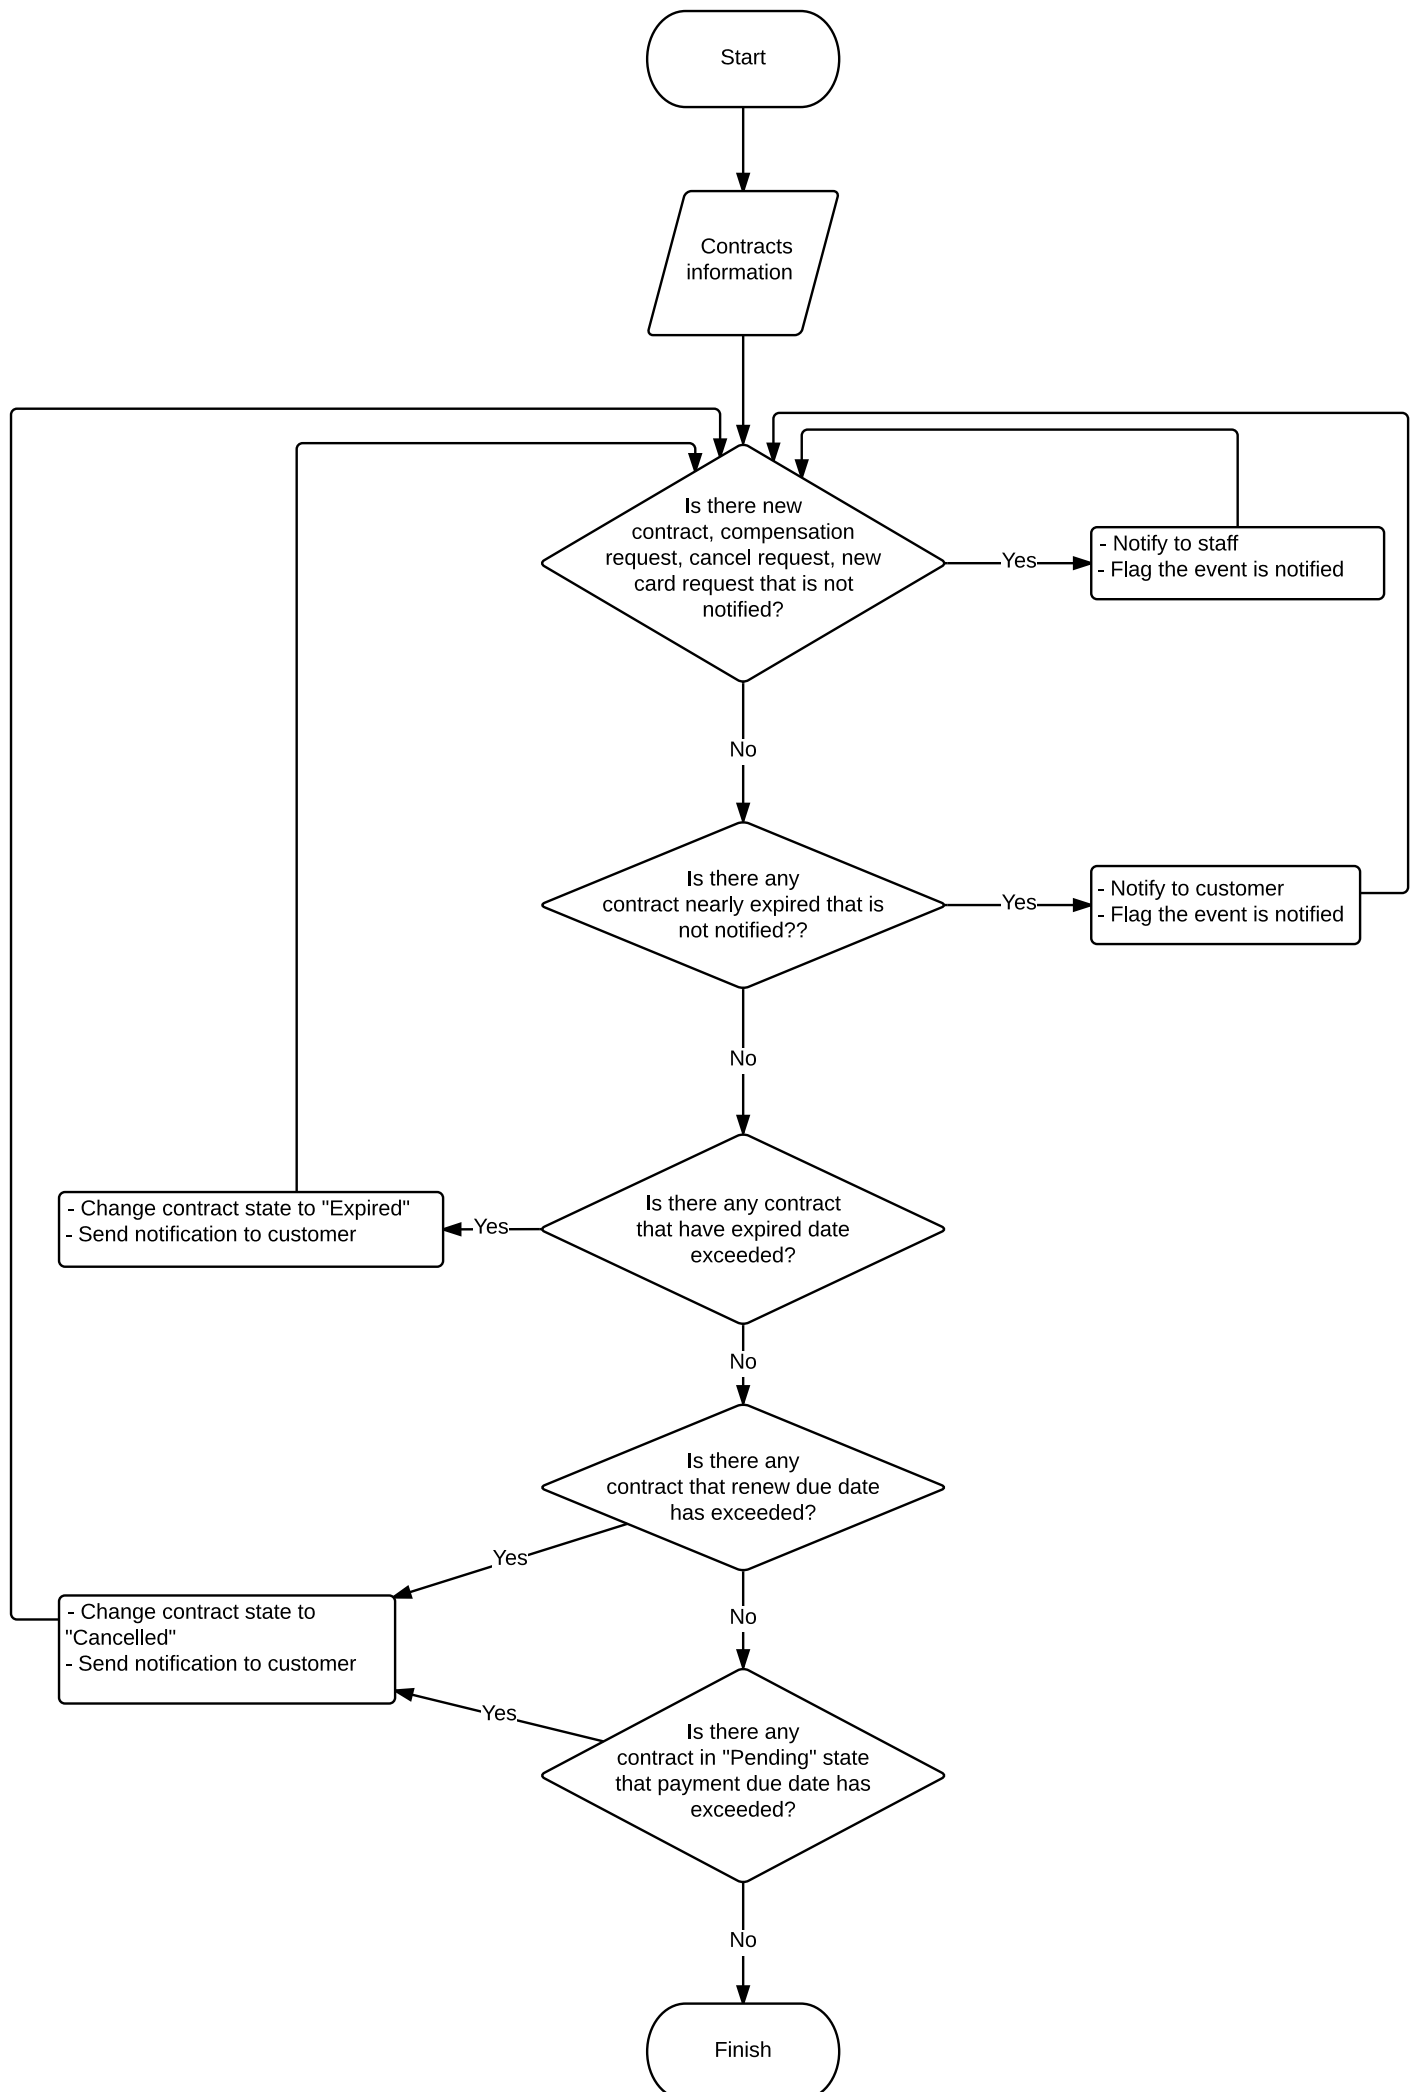 Start
Contracts
information
Is there new
contract, compensation
request, cancel request, new
card request that is not
notified?
Yes
- Notify to staff
- Flag the event is notified
No
Is there any
contract nearly expired that is
not notified??
Yes
- Notify to customer
- Flag the event is notified
No
Is there any contract
that have expired date
exceeded?
Yes
- Change contract state to "Expired"
- Send notification to customer
No
Is there any
contract that renew due date
has exceeded?
Yes
- Change contract state to
"Cancelled"
- Send notification to customer
No
Is there any
contract in "Pending" state
that payment due date has
exceeded?
Yes
No
Finish